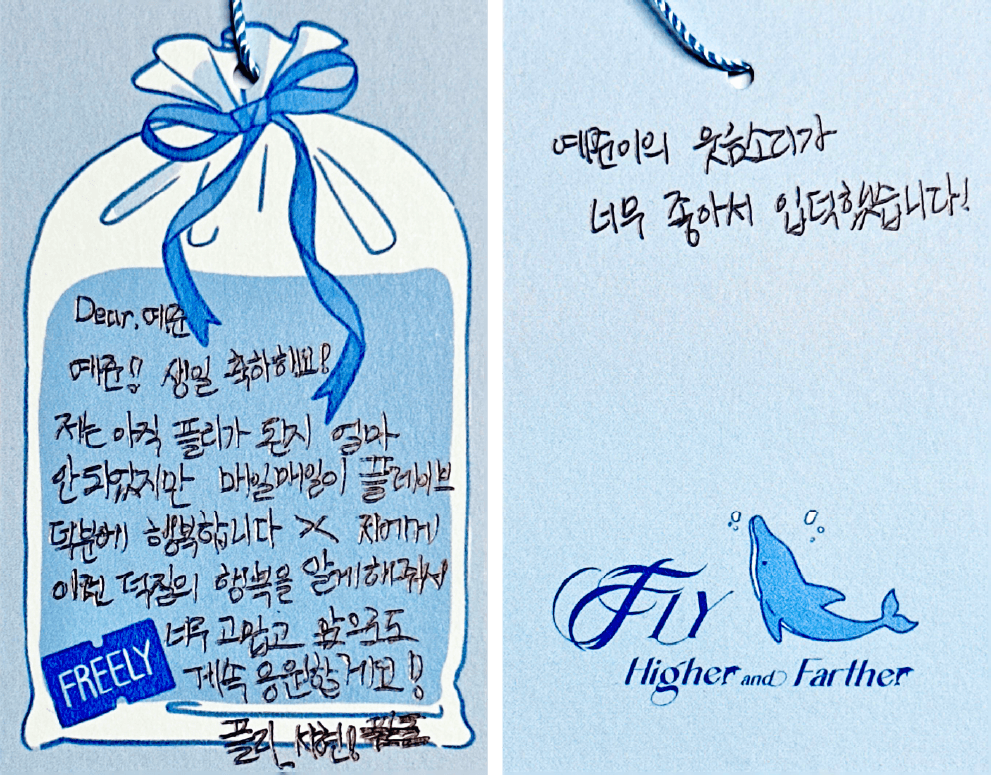 Dear. 예준
예준!! 생일 축하해요!
저는 아직 플리가 된지 얼마
안되었지만 매일매일이 플레이브
덕분에 행복합니다 >< 저에게
이런 덕질의 행복을 알게해줘서
너무 고맙고 앞으로도
계속 응원할게요!!
FREELY
플리_ 시현!
예준이의 웃음소리가
너무 좋아서 입덕했습니다!
FLY
Higher and Farther